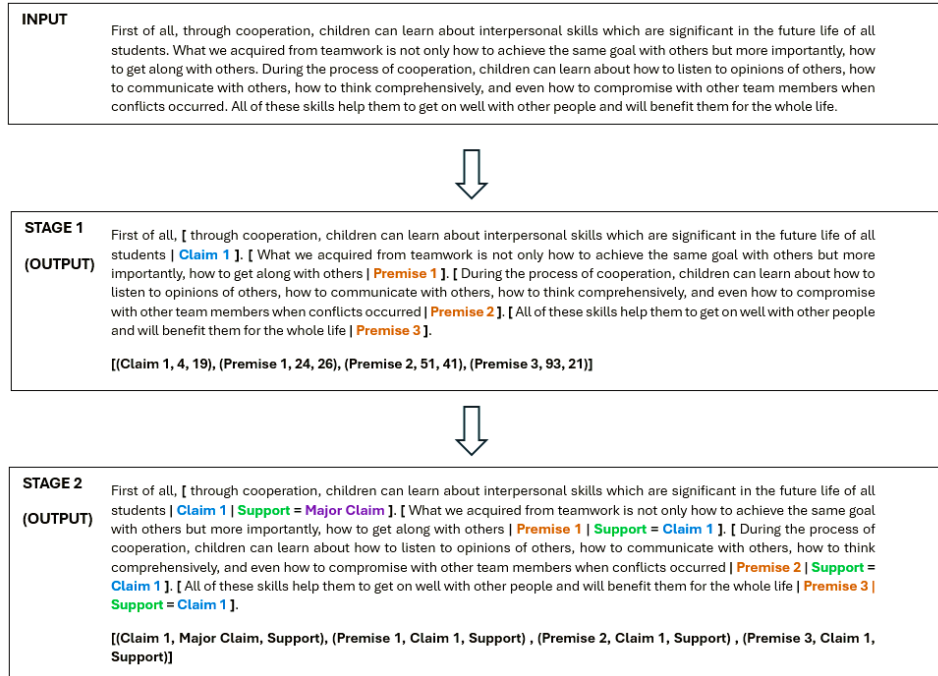 INPUT
First of all, through cooperation, children can learn about interpersonal skills which are significant in the future life of all
students. What we acquired from teamwork is not only how to achieve the same goal with others but more importantly, how
to get along with others. During the process of cooperation, children can learn about how to listen to opinions of others, how
to communicate with others, how to think comprehensively, and even how to compromise with other team members when
conflicts occurred. All of these skills help them to get on well with other people and will benefit them for the whole life.
STAGE 1
(OUTPUT)
First of all, [ through cooperation, children can learn about interpersonal skills which are significant in the future life of all
students | Claim 1 ]. [ What we acquired from teamwork is not only how to achieve the same goal with others but more
importantly, how to get along with others | Premise 1 ]. [ During the process of cooperation, children can learn about how to
listen to opinions of others, how to communicate with others, how to think comprehensively, and even how to compromise
with other team members when conflicts occurred | Premise 2 ]. [ All of these skills help them to get on well with other people
and will benefit them for the whole life | Premise 3 ].
[(Claim 1, 4, 19), (Premise 1, 24, 26), (Premise 2, 51, 41), (Premise 3, 93, 21)]
STAGE 2
(OUTPUT)
First of all, [ through cooperation, children can learn about interpersonal skills which are significant in the future life of all
students | Claim 1 | Support = Major Claim ]. [ What we acquired from teamwork is not only how to achieve the same goal
with others but more importantly, how to get along with others | Premise 1 | Support = Claim 1 ]. [ During the process of
cooperation, children can learn about how to listen to opinions of others, how to communicate with others, how to think
comprehensively, and even how to compromise with other team members when conflicts occurred | Premise 2 | Support =
Claim 1 ]. [ All of these skills help them to get on well with other people and will benefit them for the whole life | Premise 3 |
Support = Claim 1 ].
[(Claim 1, Major Claim, Support), (Premise 1, Claim 1, Support) , (Premise 2, Claim 1, Support) , (Premise 3, Claim 1,
Support)]